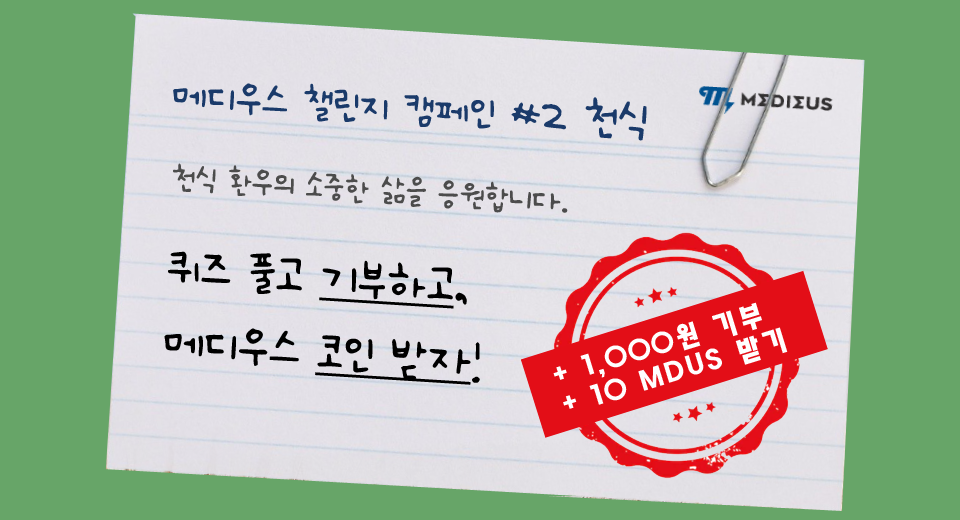 메디우스 챌린지 캠페인 #2 천식
MEDIEUS
천식 환우의 소중한 삶을 응원합니다.
퀴즈 풀고 기부하고,
메디우스 코인 받자!
+ 1,000원 기부
+ 10 MDUS 받기